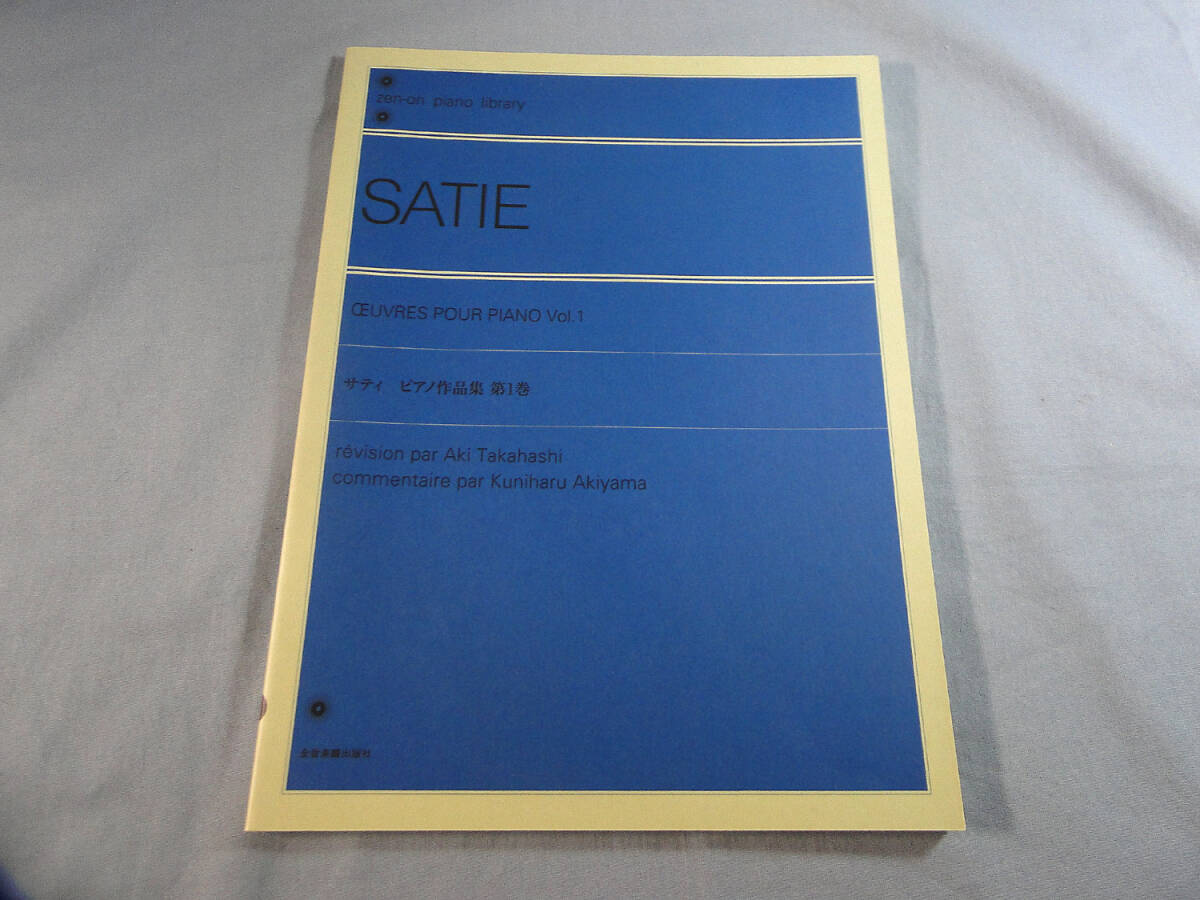 zen-on piano library
SATIE
ŒUVRES POUR PIANO Vol.1
サティ ピアノ作品集 第1巻
révision par Aki Takahashi
commentaire par Kuniharu Akiyama
全音楽譜出版社